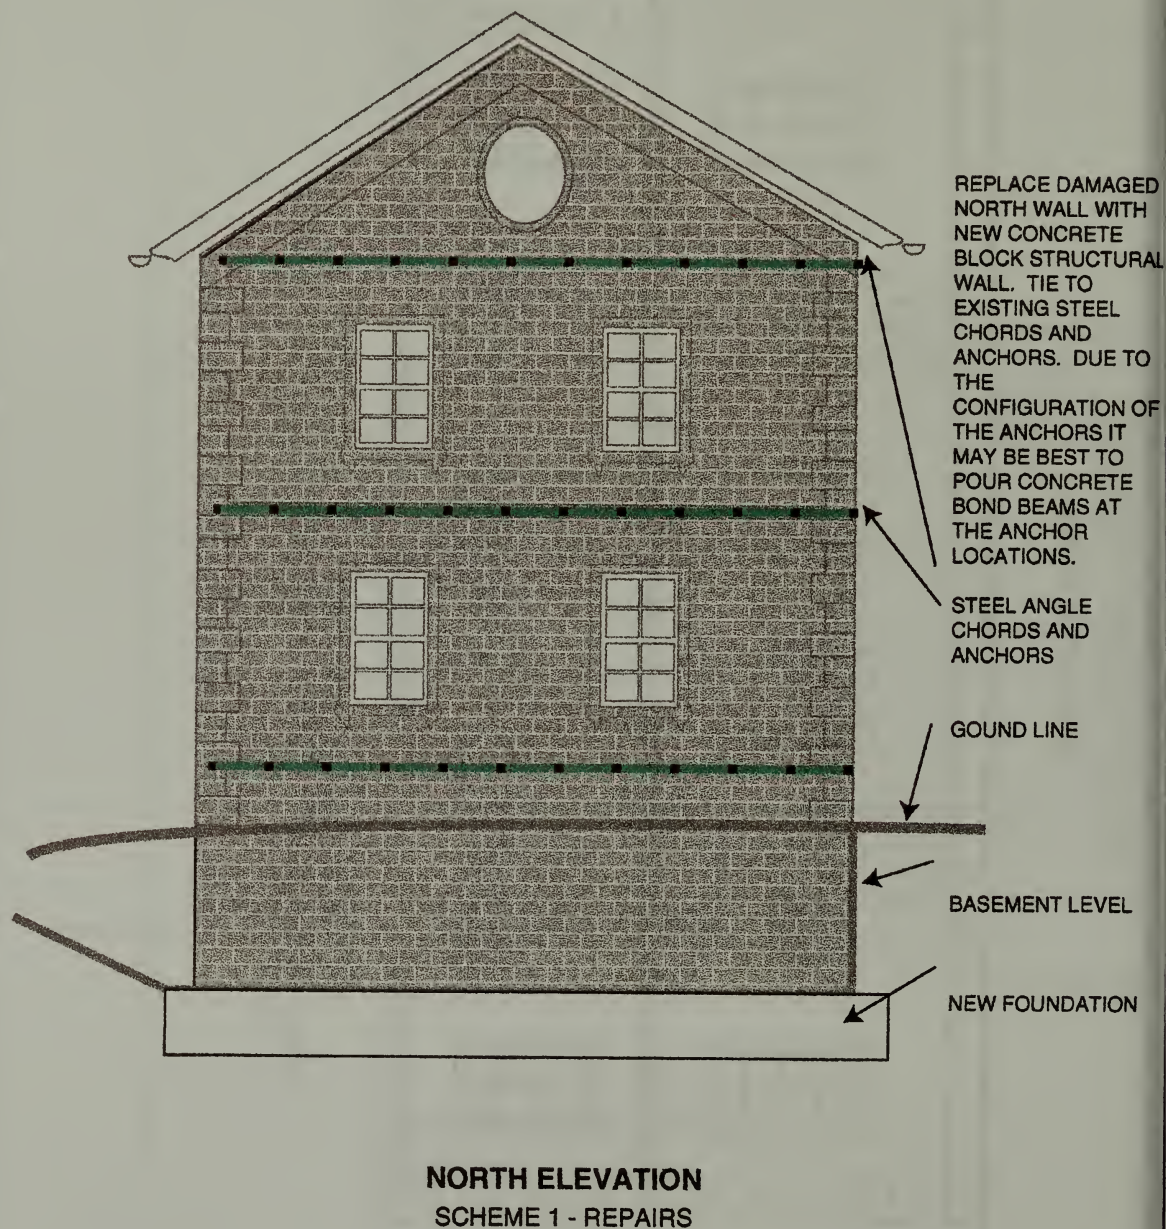 REPLACE DAMAGED
NORTH WALL WITH
NEW CONCRETE
BLOCK STRUCTURAL
WALL. TIE TO
EXISTING STEEL
CHORDS AND
ANCHORS. DUE TO
THE
CONFIGURATION OF
THE ANCHORS IT
MAY BE BEST TO
POUR CONCRETE
BOND BEAMS AT
THE ANCHOR
LOCATIONS.
STEEL ANGLE
CHORDS AND
ANCHORS
GOUND LINE
BASEMENT LEVEL
NEW FOUNDATION
NORTH ELEVATION
SCHEME 1 - REPAIRS